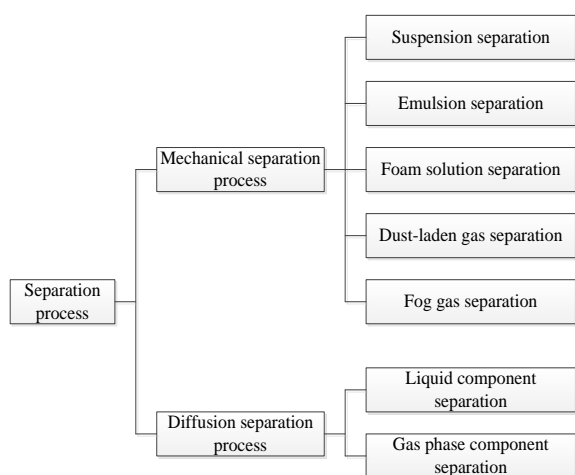 Suspension separation
Emulsion separation
Mechanical separation
process
Foam solution separation
Dust-laden gas separation
Separation
process
Fog gas separation
Liquid component
separation
Diffusion separation
process
Gas phase component
separation